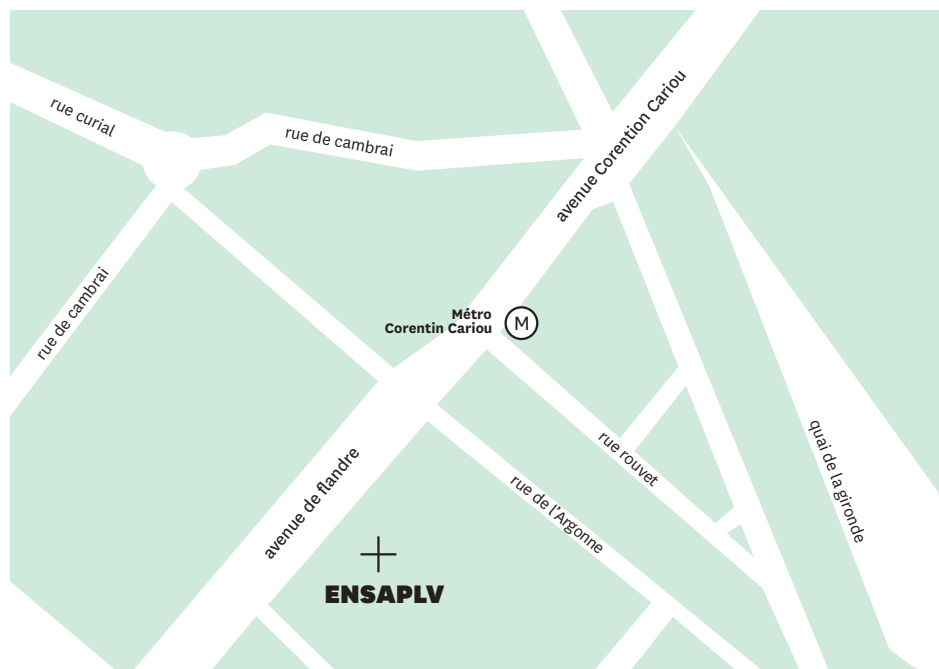 rue curial
rue de cambrai
avenue Corention Cariou
rue de cambrai
Métro
Corentin Cariou
M
quai de la gironde
rue rouvet
avenue de flandre
rue de l'Argonne
ENSAPLV